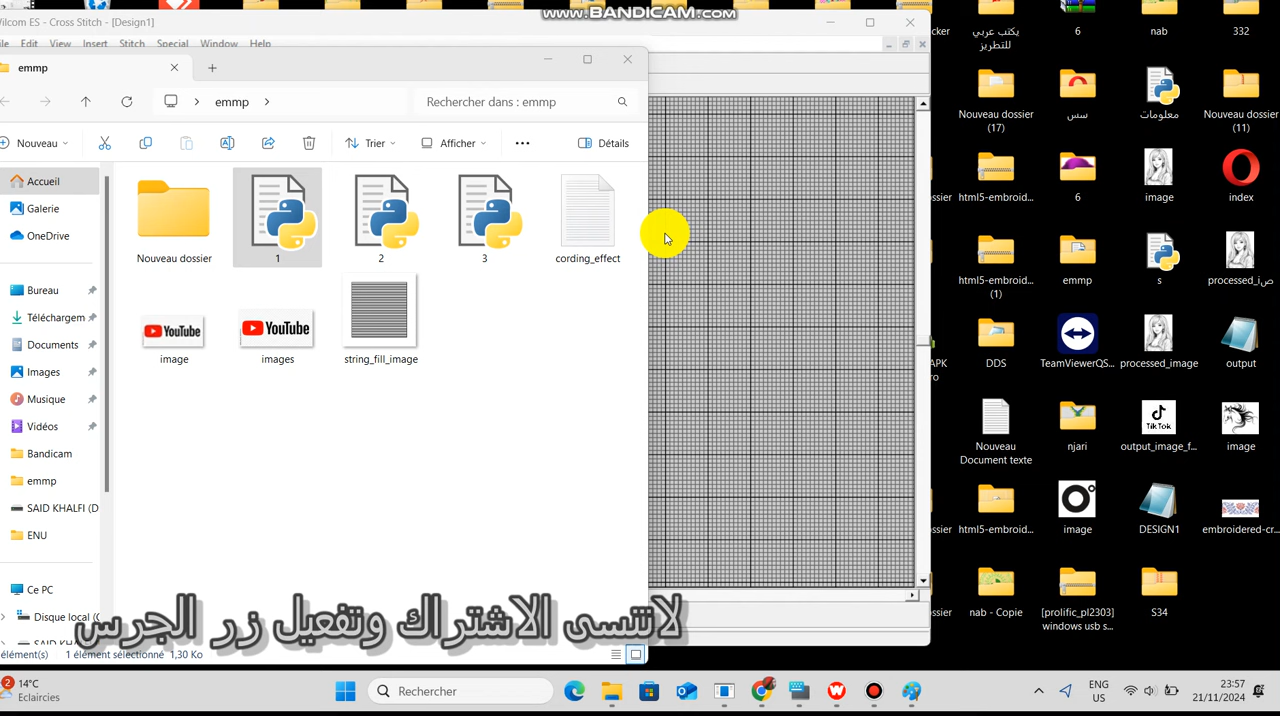 www.BANDICAM.com
Wilcom ES - Cross Stitch - [Design1]
Edit View Insert Stitch Special Window Help
emmp
emmp
Rechercher dans : emmp
Nouveau
Trier
Afficher
Détails
Accueil
Galerie
OneDrive
Bureau
Téléchargem
Documents
Images
Musique
Vidéos
Bandicam
emmp
SAID KHALFI (D
ENU
Ce PC
Disque local (
Nouveau dossier
1
2
3
cording_effect
YouTube
YouTube
image
images
string_fill_image
لاتنسى الاشتراك وتفعيل زر الجرس
élément(s)
1 élément sélectionné 1,30 Ko
يكتب عربي للتطريز
6
nab
332
Nouveau dossier (17)
سس
معلومات
Nouveau dossier (11)
html5-embroid...
6
image
index
html5-embroid... (1)
emmp
s
processed_iص
DDS
TeamViewerQS...
processed_image
output
Nouveau Document texte
njari
TikTok
output_image_f...
image
html5-embroid...
image
DESIGN1
embroidered-cr...
nab - Copie
[prolific_pl2303] windows usb s...
S34
2
14°C
Eclaircies
Rechercher
ENG
US
23:57
21/11/2024